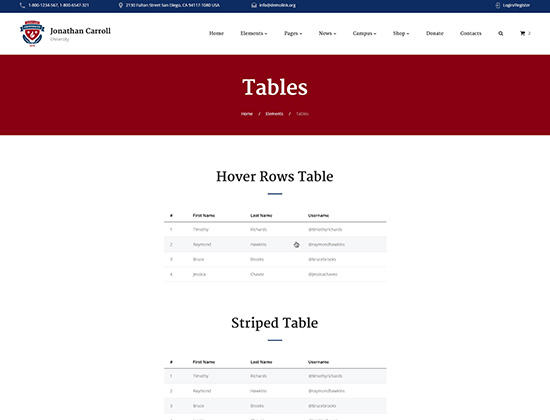 1-800-1234-567, 1-800-6547-321 2130 Fulton Street San Diego, CA 94117-1080 USA info@demolink.org Login/Register
Jonathan Carroll
University
Home Elements Pages News Campus Shop Donate Contacts 2
Tables
Home / Elements / Tables
Hover Rows Table
# First Name Last Name Username
1 Timothy Richards @timothyrichards
2 Raymond Hawkins @raymondhawkins
3 Bruce Brooks @brucebrooks
4 Jessica Chaves @jessicachaves
Striped Table
# First Name Last Name Username
1 Timothy Richards @timothyrichards
2 Raymond Hawkins @raymondhawkins
3 Bruce Brooks @brucebrooks